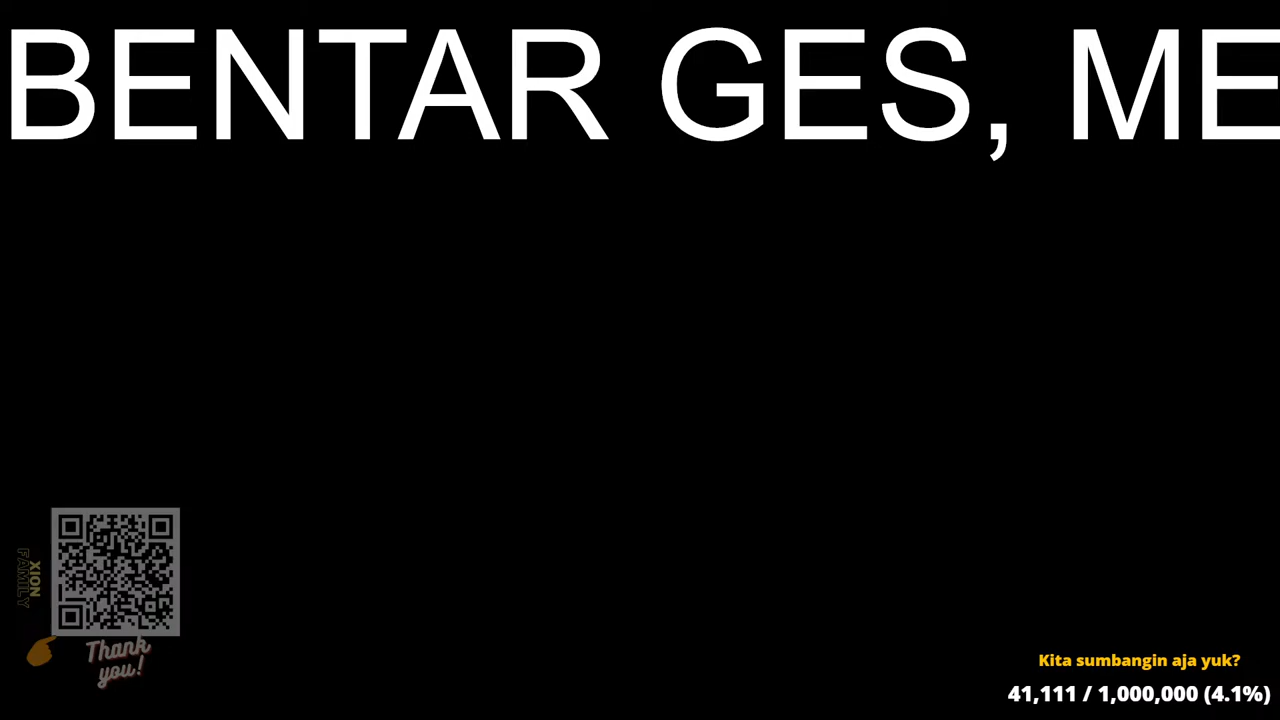 BENTAR GES, ME
XION
FAMILY
Thank
you!
Kita sumbangin aja yuk?
41,111 / 1,000,000 (4.1%)